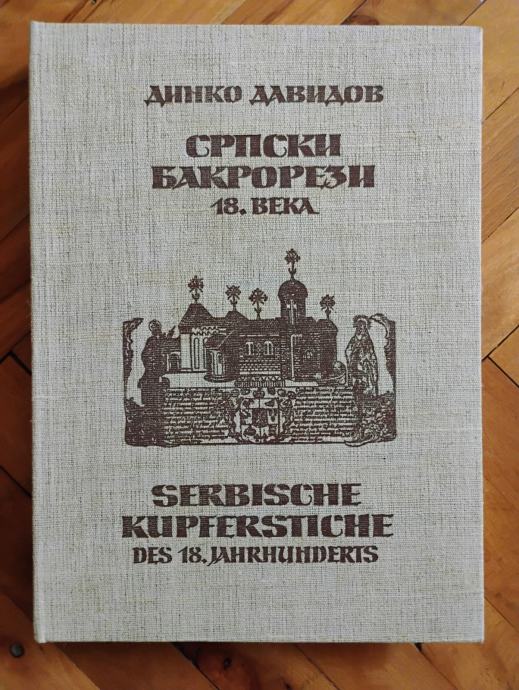 ДИНКО ДАВИДОВ
СРПСКИ
БАКРОРЕЗИ
18. ВЕКА
SERBISCHE
KUPFERSTICHE
DES 18. JAHRHUNDERTS